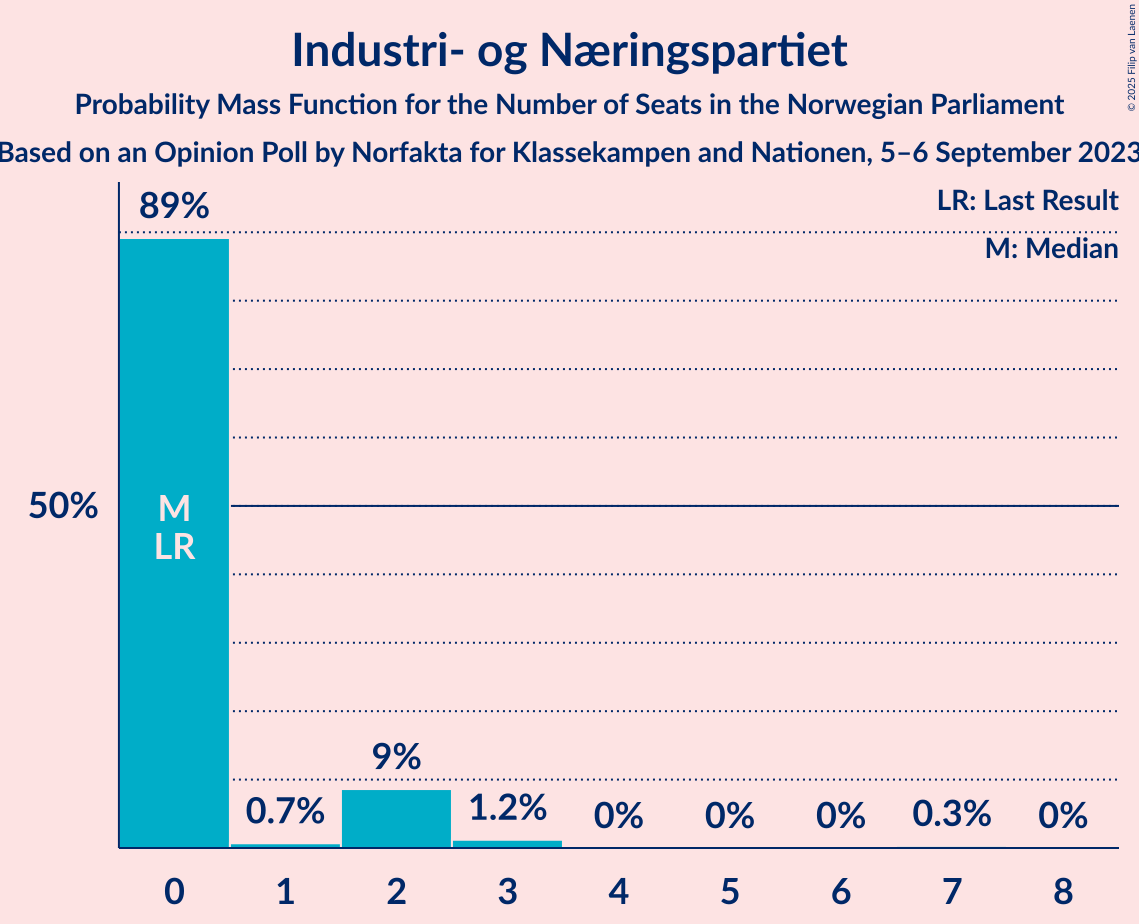 Industri- og Næringspartiet
Probability Mass Function for the Number of Seats in the Norwegian Parliament
Based on an Opinion Poll by Norfakta for Klassekampen and Nationen, 5–6 September 2023
© 2025 Filip van Laenen
LR: Last Result
M: Median
89%
50%
M
LR
9%
0.7%
1.2%
0%
0%
0%
0.3%
0%
0 1 2 3 4 5 6 7 8